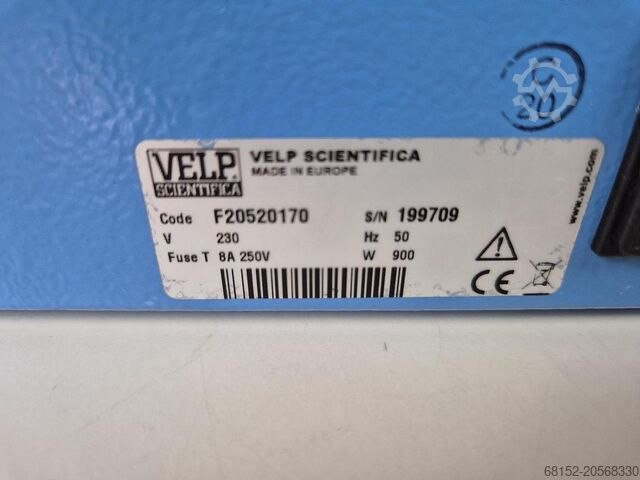 C
20
VELP
SCIENTIFICA
VELP SCIENTIFICA
MADE IN EUROPE
www.velp.com
Code F20520170 S/N 199709
V 230 Hz 50
Fuse T 8A 250V W 900
CE
68152-20568330